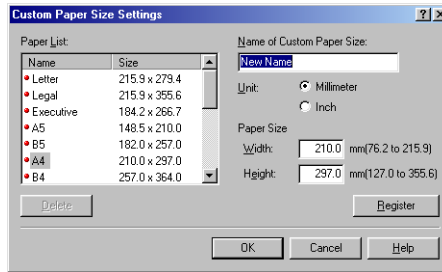 Custom Paper Size Settings
Paper List:
Name Size
Letter 215.9 x 279.4
Legal 215.9 x 355.6
Executive 184.2 x 266.7
A5 148.5 x 210.0
B5 182.0 x 257.0
A4 210.0 x 297.0
B4 257.0 x 364.0
Delete
Name of Custom Paper Size:
New Name
Unit: Millimeter
Inch
Paper Size
Width: 210.0 mm(76.2 to 215.9)
Height: 297.0 mm(127.0 to 355.6)
Register
OK Cancel Help